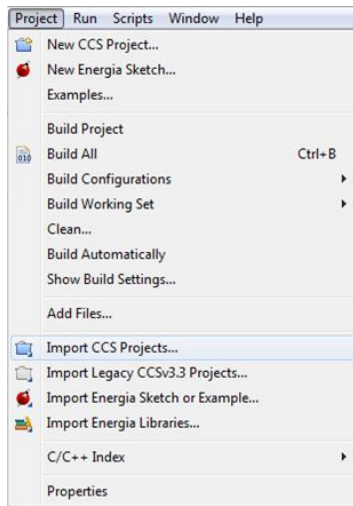 Project Run Scripts Window Help
New CCS Project...
New Energia Sketch...
Examples...
Build Project
010
Build All Ctrl+B
Build Configurations
Build Working Set
Clean...
Build Automatically
Show Build Settings...
Add Files...
Import CCS Projects...
Import Legacy CCSv3.3 Projects...
Import Energia Sketch or Example...
Import Energia Libraries...
C/C++ Index
Properties